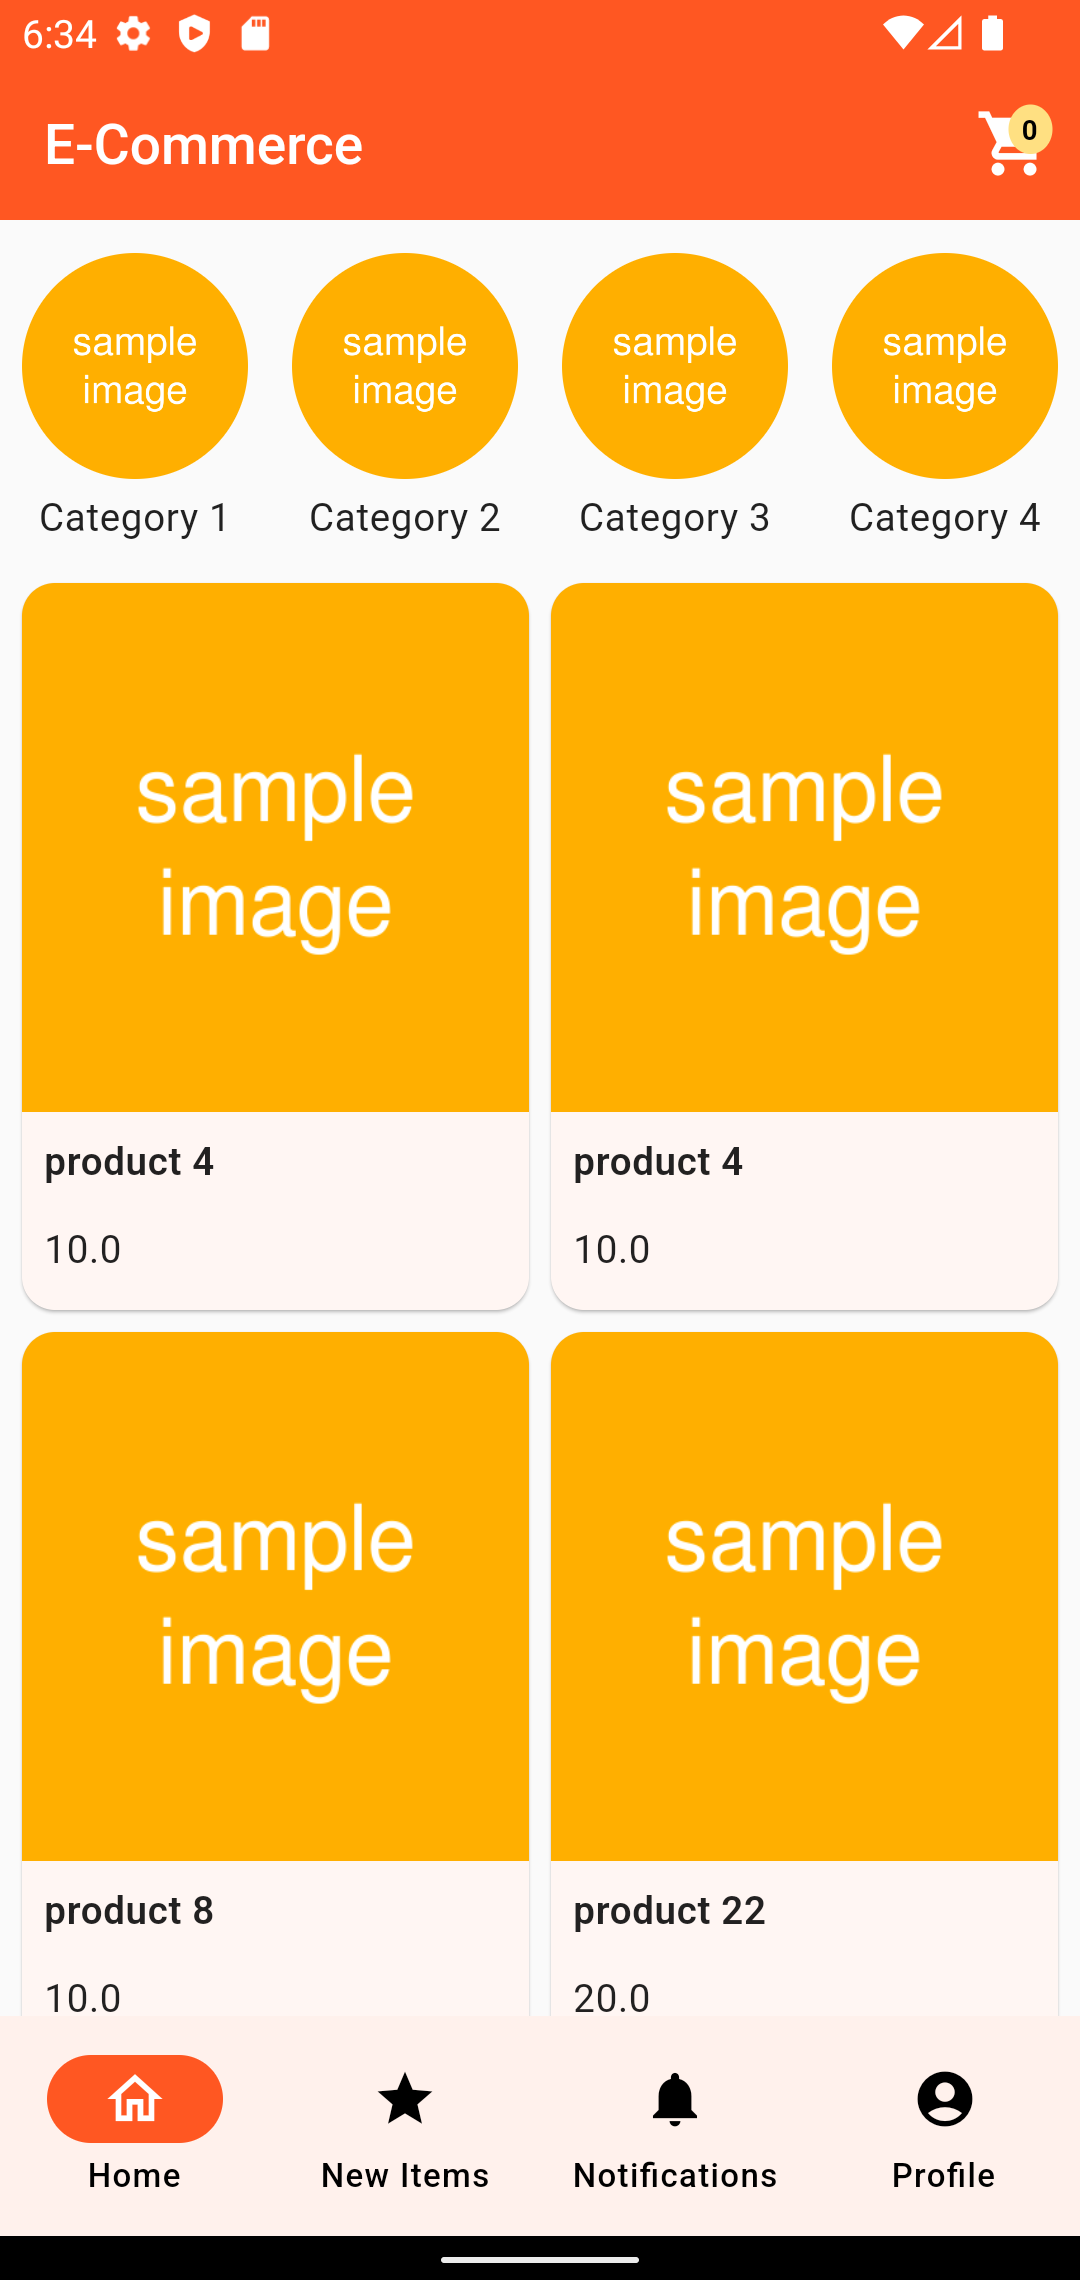 6:34
E-Commerce
0
sample
image
sample
image
sample
image
sample
image
Category 1
Category 2
Category 3
Category 4
sample
image
sample
image
product 4
product 4
10.0
10.0
sample
image
sample
image
product 8
product 22
10.0
20.0
Home
New Items
Notifications
Profile